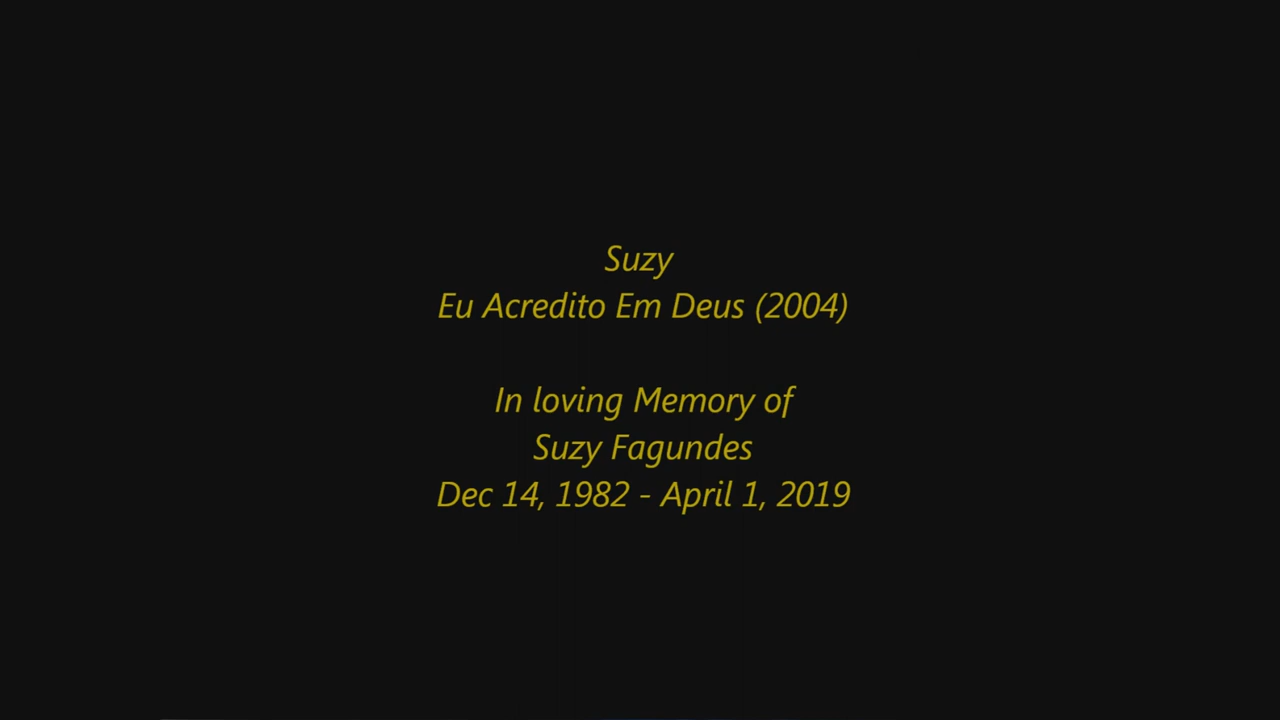 Suzy
Eu Acredito Em Deus (2004)
In loving Memory of
Suzy Fagundes
Dec 14, 1982 - April 1, 2019